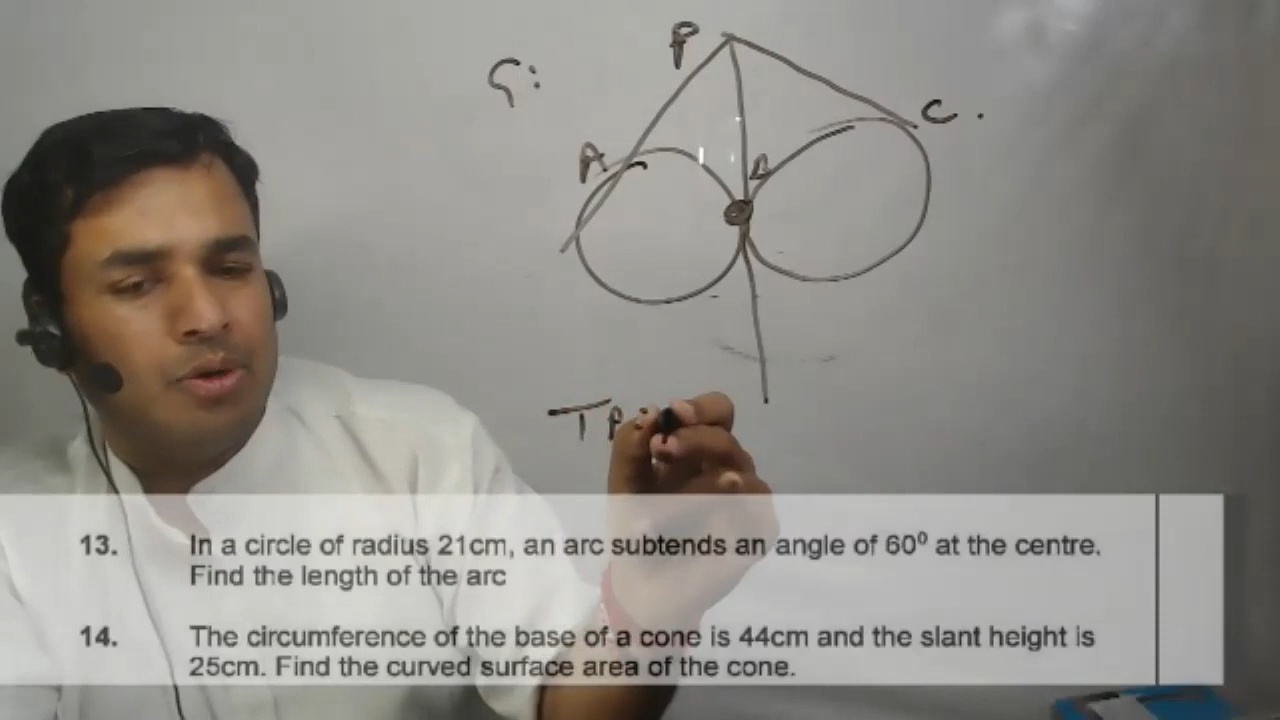 P
G:
C.
A
B
TP:
13. In a circle of radius 21cm, an arc subtends an angle of 60⁰ at the centre.
Find the length of the arc
14. The circumference of the base of a cone is 44cm and the slant height is
25cm. Find the curved surface area of the cone.